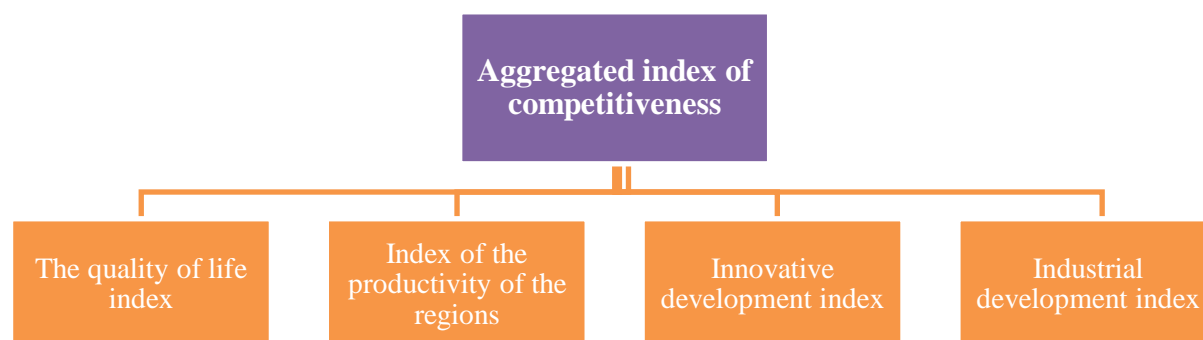 Aggregated index of
competitiveness
The quality of life
index
Index of the
productivity of the
regions
Innovative
development index
Industrial
development index